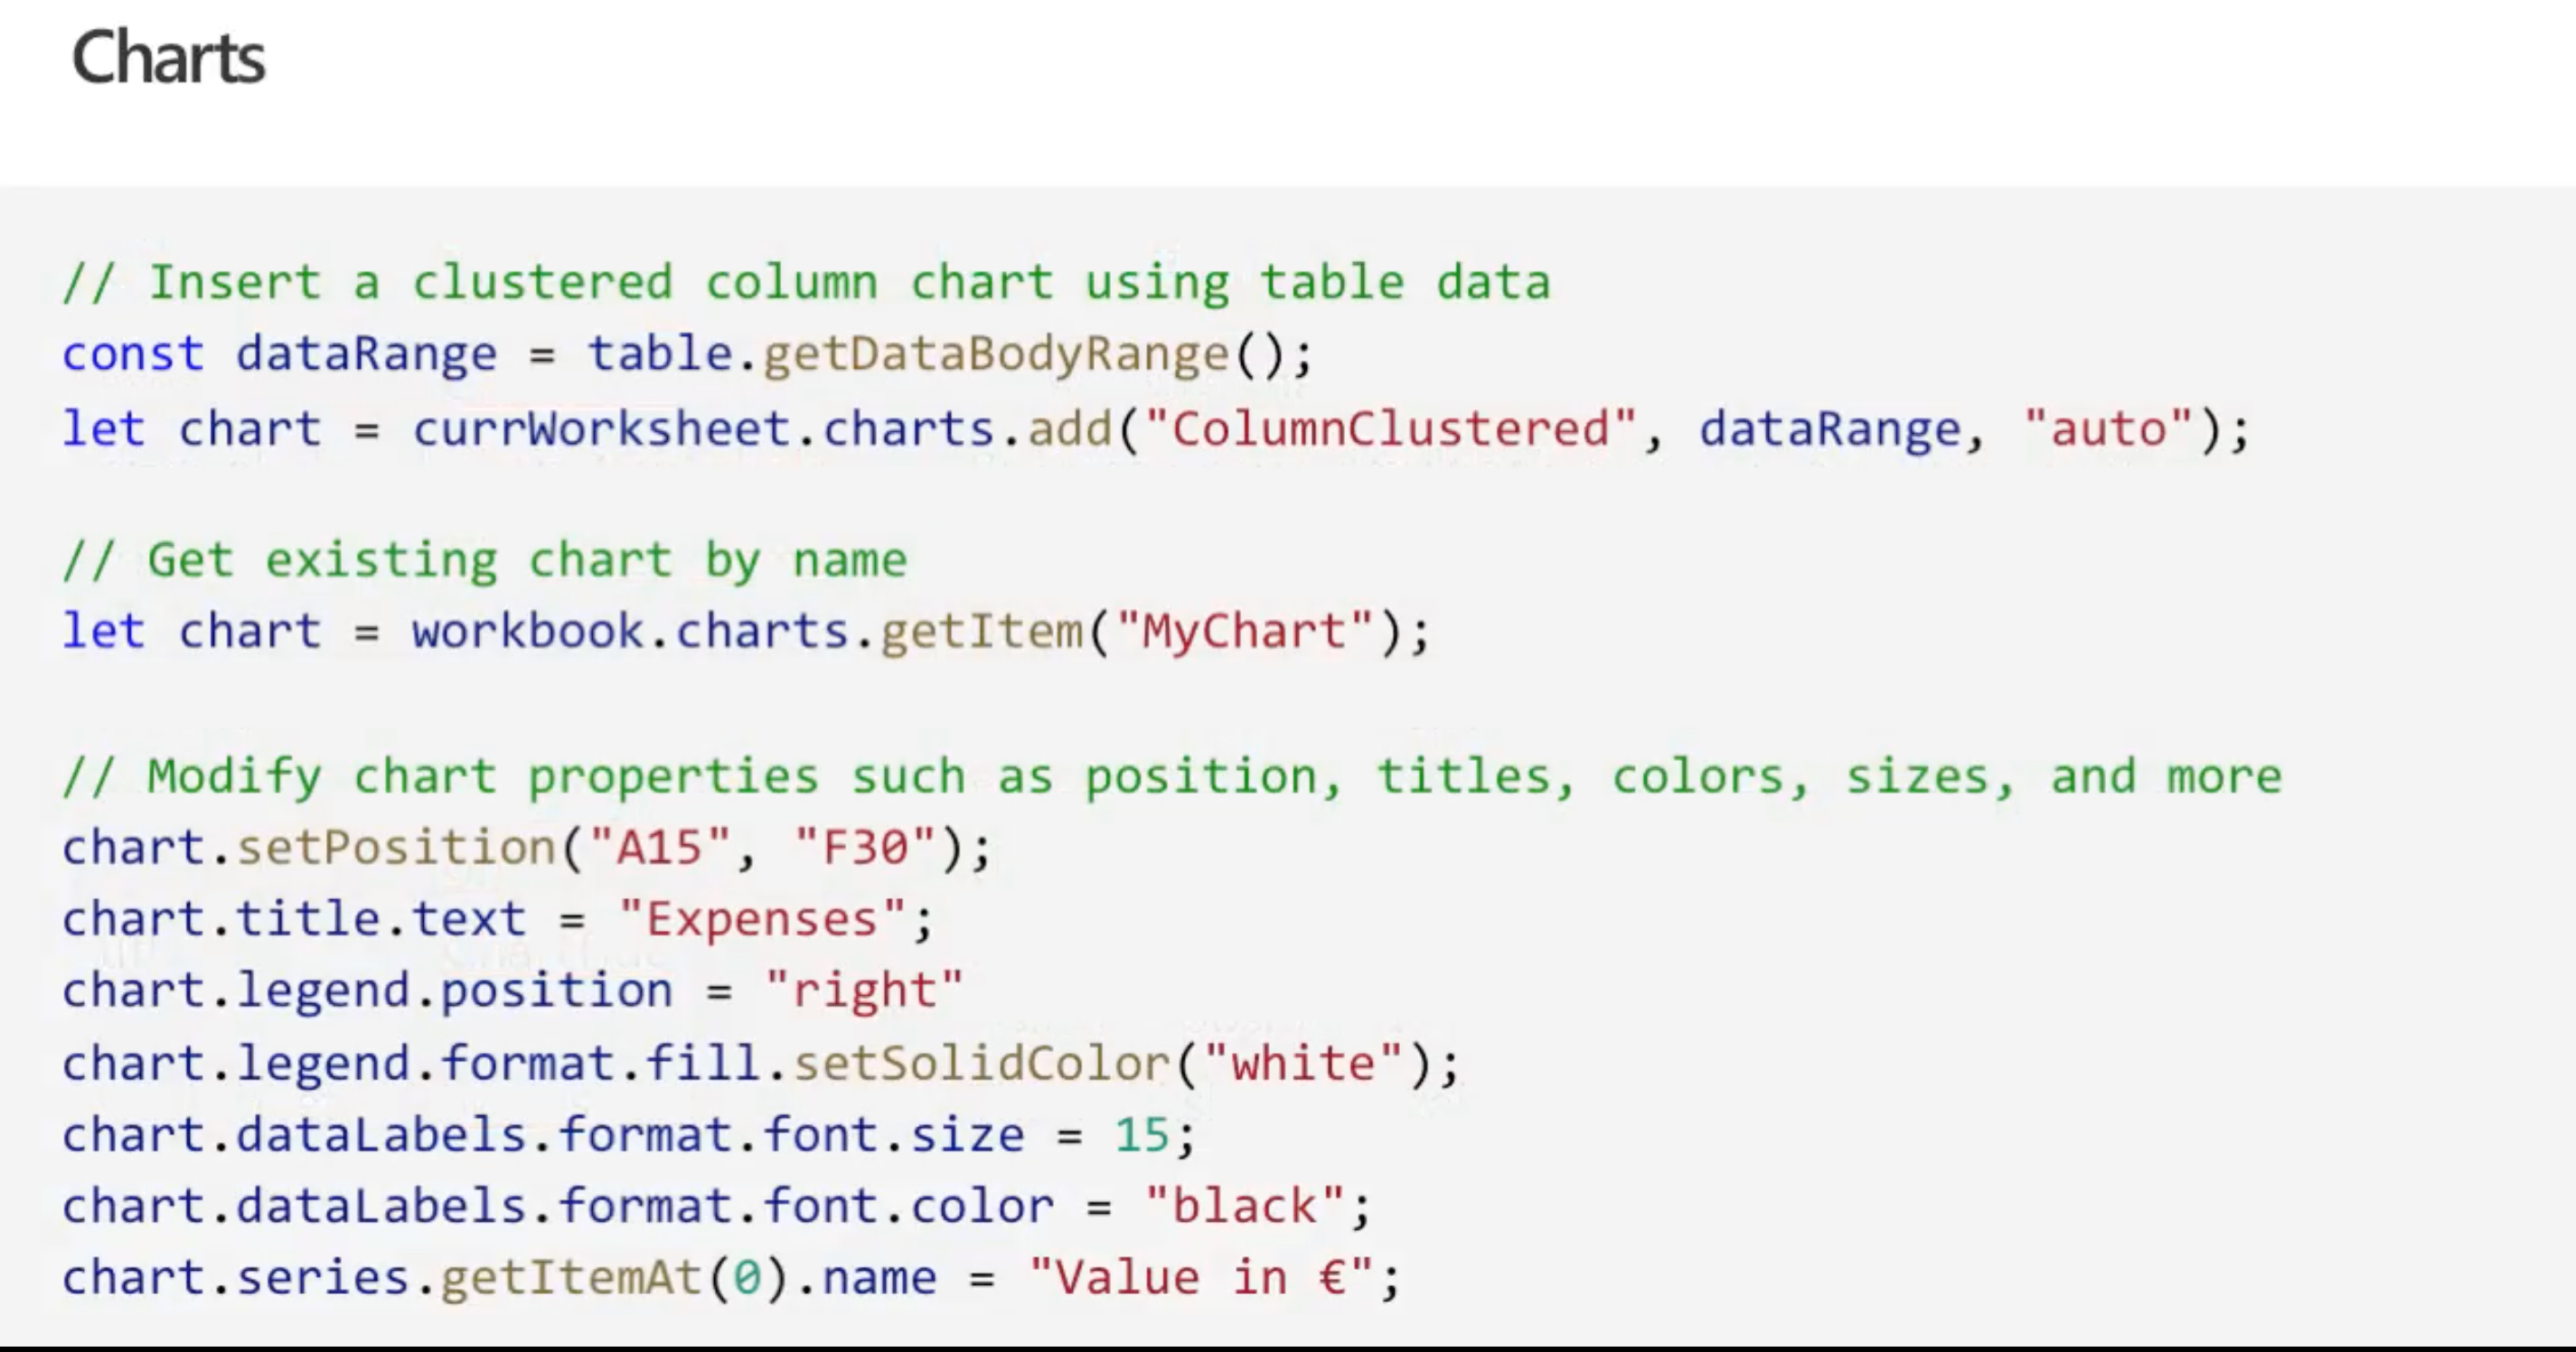 Charts
// Insert a clustered column chart using table data
const dataRange = table.getDataBodyRange();
let chart = currWorksheet.charts.add("ColumnClustered", dataRange, "auto");
// Get existing chart by name
let chart = workbook.charts.getItem("MyChart");
// Modify chart properties such as position, titles, colors, sizes, and more
chart.setPosition("A15", "F30");
chart.title.text = "Expenses";
chart.legend.position = "right"
chart.legend.format.fill.setSolidColor("white");
chart.dataLabels.format.font.size = 15;
chart.dataLabels.format.font.color = "black";
chart.series.getItemAt(0).name = "Value in €";